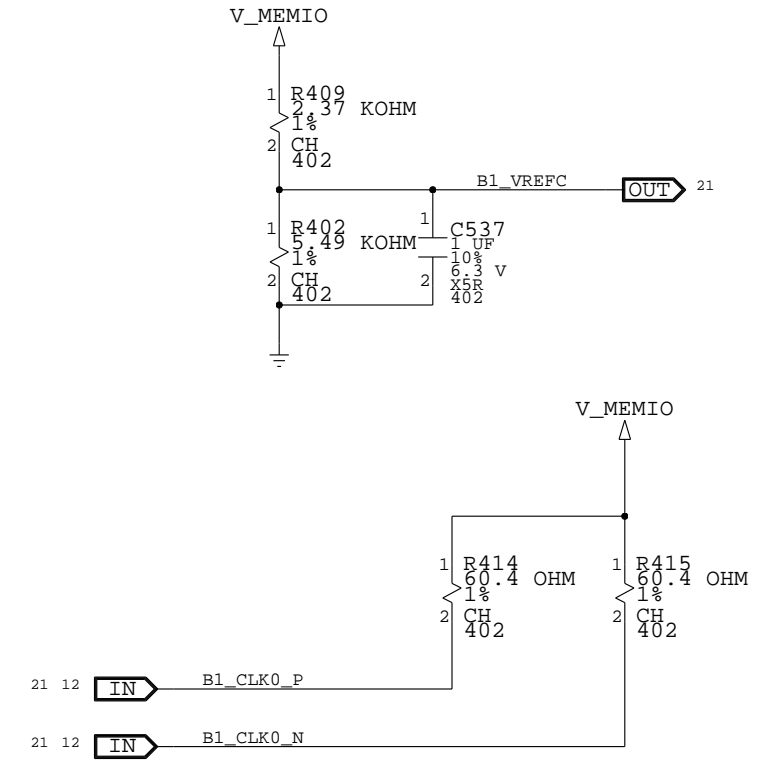 V_MEMIO
1 R409
2.37 KOHM
1%
2 CH
402
B1_VREFC
OUT 21
1 R402
5.49 KOHM
1%
2 CH
402
1 C537
1 UF
10%
6.3 V
2 X5R
402
V_MEMIO
1 R414
60.4 OHM
1%
2 CH
402
1 R415
60.4 OHM
1%
2 CH
402
21 12 IN B1_CLK0_P
21 12 IN B1_CLK0_N